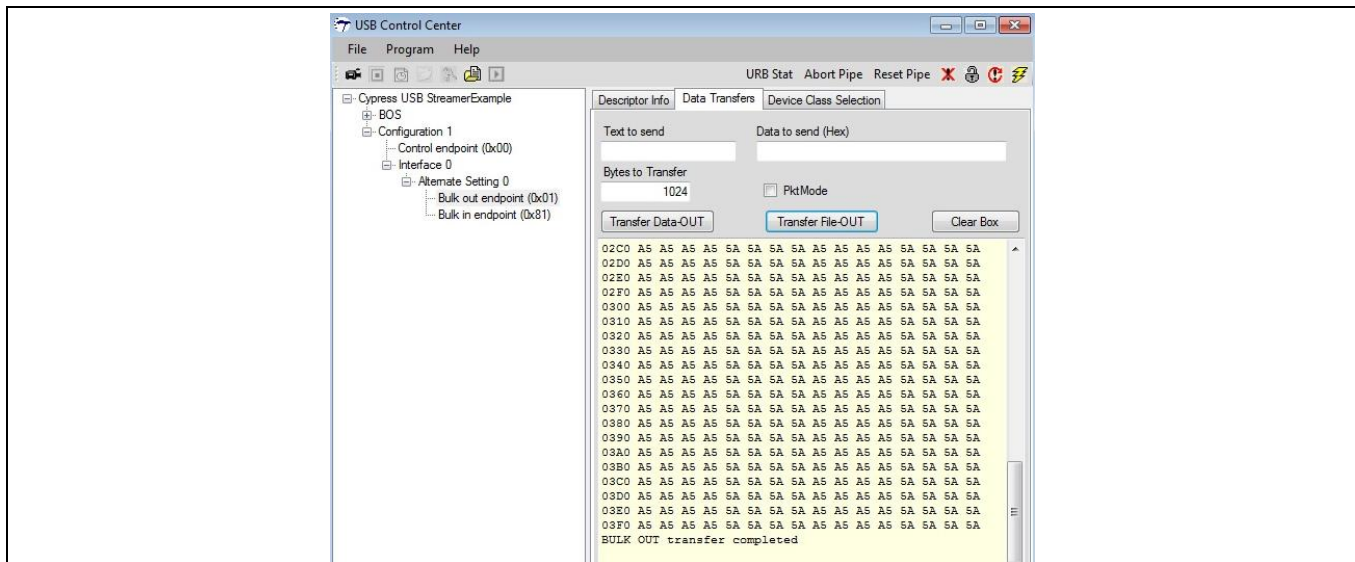 USB Control Center
File Program Help
URB Stat Abort Pipe Reset Pipe
Cypress USB StreamerExample
BOS
Configuration 1
Control endpoint (0x00)
Interface 0
Alternate Setting 0
Bulk out endpoint (0x01)
Bulk in endpoint (0x81)
Descriptor Info Data Transfers Device Class Selection
Text to send Data to send (Hex)
Bytes to Transfer
1024 PktMode
Transfer Data-OUT Transfer File-OUT Clear Box
02C0 A5 A5 A5 A5 5A 5A 5A 5A A5 A5 A5 A5 5A 5A 5A 5A
02D0 A5 A5 A5 A5 5A 5A 5A 5A A5 A5 A5 A5 5A 5A 5A 5A
02E0 A5 A5 A5 A5 5A 5A 5A 5A A5 A5 A5 A5 5A 5A 5A 5A
02F0 A5 A5 A5 A5 5A 5A 5A 5A A5 A5 A5 A5 5A 5A 5A 5A
0300 A5 A5 A5 A5 5A 5A 5A 5A A5 A5 A5 A5 5A 5A 5A 5A
0310 A5 A5 A5 A5 5A 5A 5A 5A A5 A5 A5 A5 5A 5A 5A 5A
0320 A5 A5 A5 A5 5A 5A 5A 5A A5 A5 A5 A5 5A 5A 5A 5A
0330 A5 A5 A5 A5 5A 5A 5A 5A A5 A5 A5 A5 5A 5A 5A 5A
0340 A5 A5 A5 A5 5A 5A 5A 5A A5 A5 A5 A5 5A 5A 5A 5A
0350 A5 A5 A5 A5 5A 5A 5A 5A A5 A5 A5 A5 5A 5A 5A 5A
0360 A5 A5 A5 A5 5A 5A 5A 5A A5 A5 A5 A5 5A 5A 5A 5A
0370 A5 A5 A5 A5 5A 5A 5A 5A A5 A5 A5 A5 5A 5A 5A 5A
0380 A5 A5 A5 A5 5A 5A 5A 5A A5 A5 A5 A5 5A 5A 5A 5A
0390 A5 A5 A5 A5 5A 5A 5A 5A A5 A5 A5 A5 5A 5A 5A 5A
03A0 A5 A5 A5 A5 5A 5A 5A 5A A5 A5 A5 A5 5A 5A 5A 5A
03B0 A5 A5 A5 A5 5A 5A 5A 5A A5 A5 A5 A5 5A 5A 5A 5A
03C0 A5 A5 A5 A5 5A 5A 5A 5A A5 A5 A5 A5 5A 5A 5A 5A
03D0 A5 A5 A5 A5 5A 5A 5A 5A A5 A5 A5 A5 5A 5A 5A 5A
03E0 A5 A5 A5 A5 5A 5A 5A 5A A5 A5 A5 A5 5A 5A 5A 5A
03F0 A5 A5 A5 A5 5A 5A 5A 5A A5 A5 A5 A5 5A 5A 5A 5A
BULK OUT transfer completed